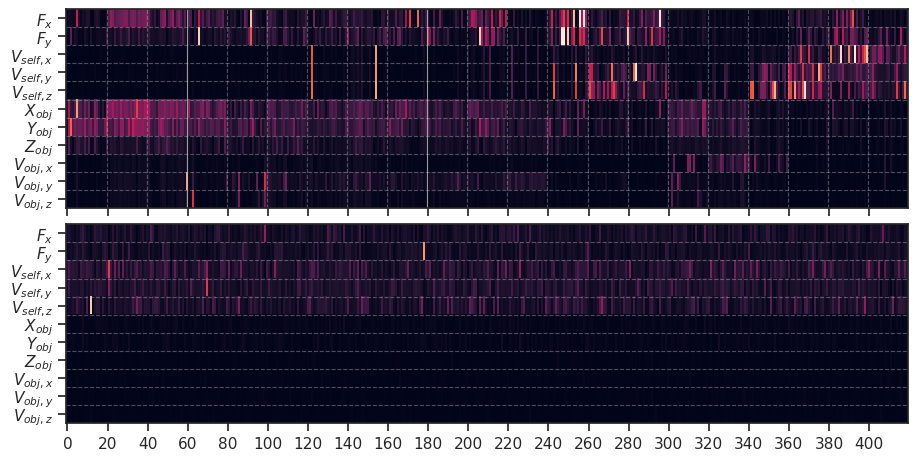 F_x
F_y
V_self,x
V_self,y
V_self,z
X_obj
Y_obj
Z_obj
V_obj,x
V_obj,y
V_obj,z
F_x
F_y
V_self,x
V_self,y
V_self,z
X_obj
Y_obj
Z_obj
V_obj,x
V_obj,y
V_obj,z
0 20 40 60 80 100 120 140 160 180 200 220 240 260 280 300 320 340 360 380 400